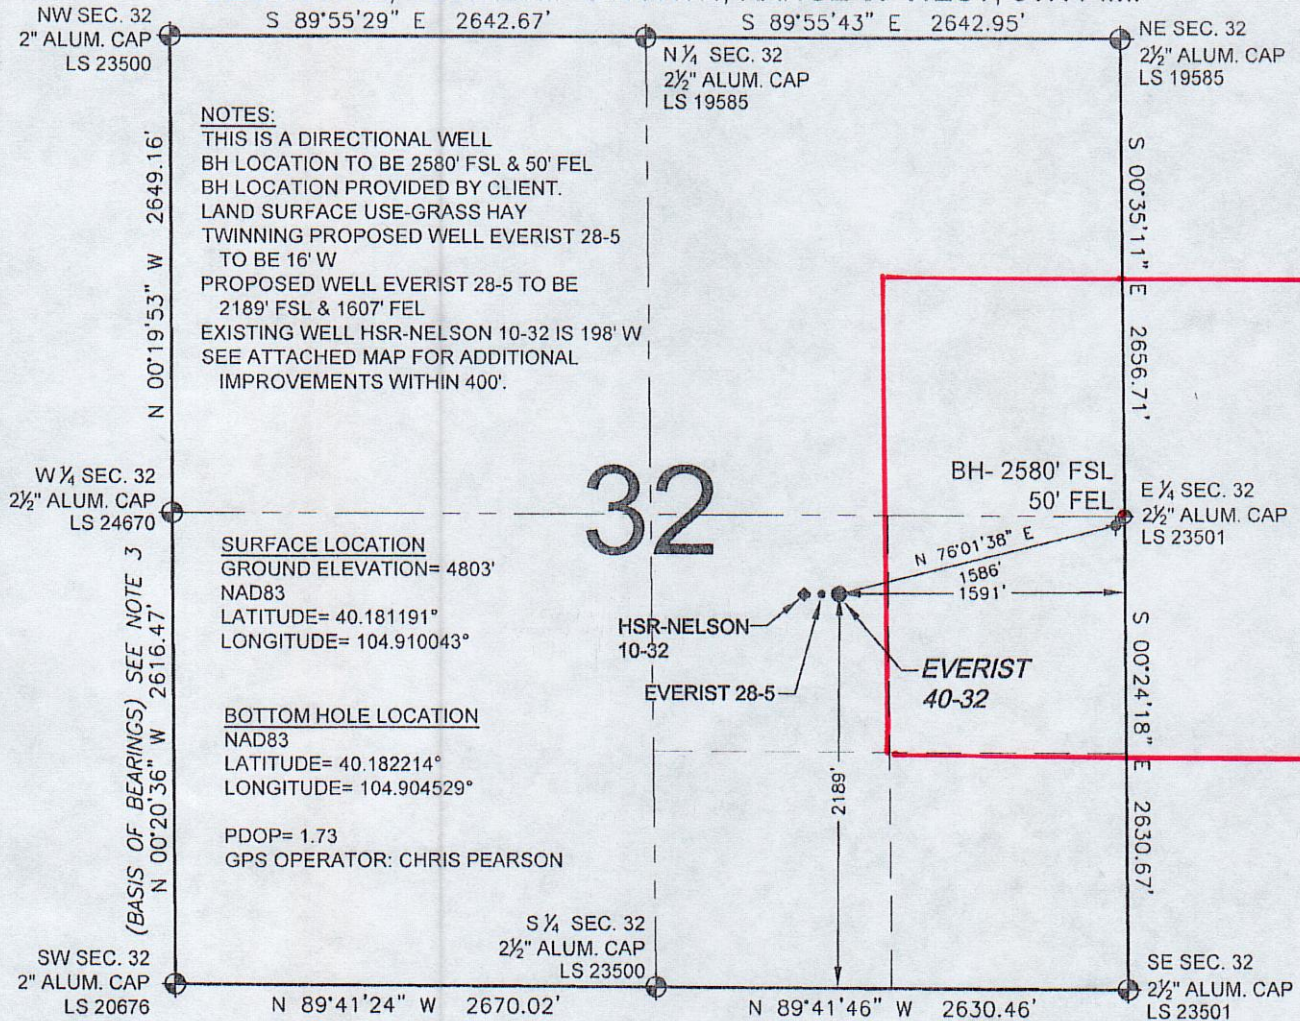 NW SEC. 32
2" ALUM. CAP
LS 23500
S 89°55'29" E 2642.67'
S 89°55'43" E 2642.95'
NE SEC. 32
2½" ALUM. CAP
LS 19585
N ¼ SEC. 32
2½" ALUM. CAP
LS 19585
NOTES:
THIS IS A DIRECTIONAL WELL
BH LOCATION TO BE 2580' FSL & 50' FEL
BH LOCATION PROVIDED BY CLIENT.
LAND SURFACE USE-GRASS HAY
TWINNING PROPOSED WELL EVERIST 28-5
TO BE 16' W
PROPOSED WELL EVERIST 28-5 TO BE
2189' FSL & 1607' FEL
EXISTING WELL HSR-NELSON 10-32 IS 198' W
SEE ATTACHED MAP FOR ADDITIONAL
IMPROVEMENTS WITHIN 400'.
N 00°19'53" W 2649.16'
S 00°35'11" E 2656.71'
W ¼ SEC. 32
2½" ALUM. CAP
LS 24670
32
BH- 2580' FSL
50' FEL
E ¼ SEC. 32
2½" ALUM. CAP
LS 23501
N 76°01'38" E
1586'
1591'
SURFACE LOCATION
GROUND ELEVATION= 4803'
NAD83
LATITUDE= 40.181191°
LONGITUDE= 104.910043°
HSR-NELSON
10-32
EVERIST 28-5
EVERIST
40-32
BOTTOM HOLE LOCATION
NAD83
LATITUDE= 40.182214°
LONGITUDE= 104.904529°
PDOP= 1.73
GPS OPERATOR: CHRIS PEARSON
(BASIS OF BEARINGS) SEE NOTE 3
N 00°20'36" W 2616.47'
2189'
S 00°24'18" E 2630.67'
S ¼ SEC. 32
2½" ALUM. CAP
LS 23500
SW SEC. 32
2" ALUM. CAP
LS 20676
N 89°41'24" W 2670.02'
N 89°41'46" W 2630.46'
SE SEC. 32
2½" ALUM. CAP
LS 23501